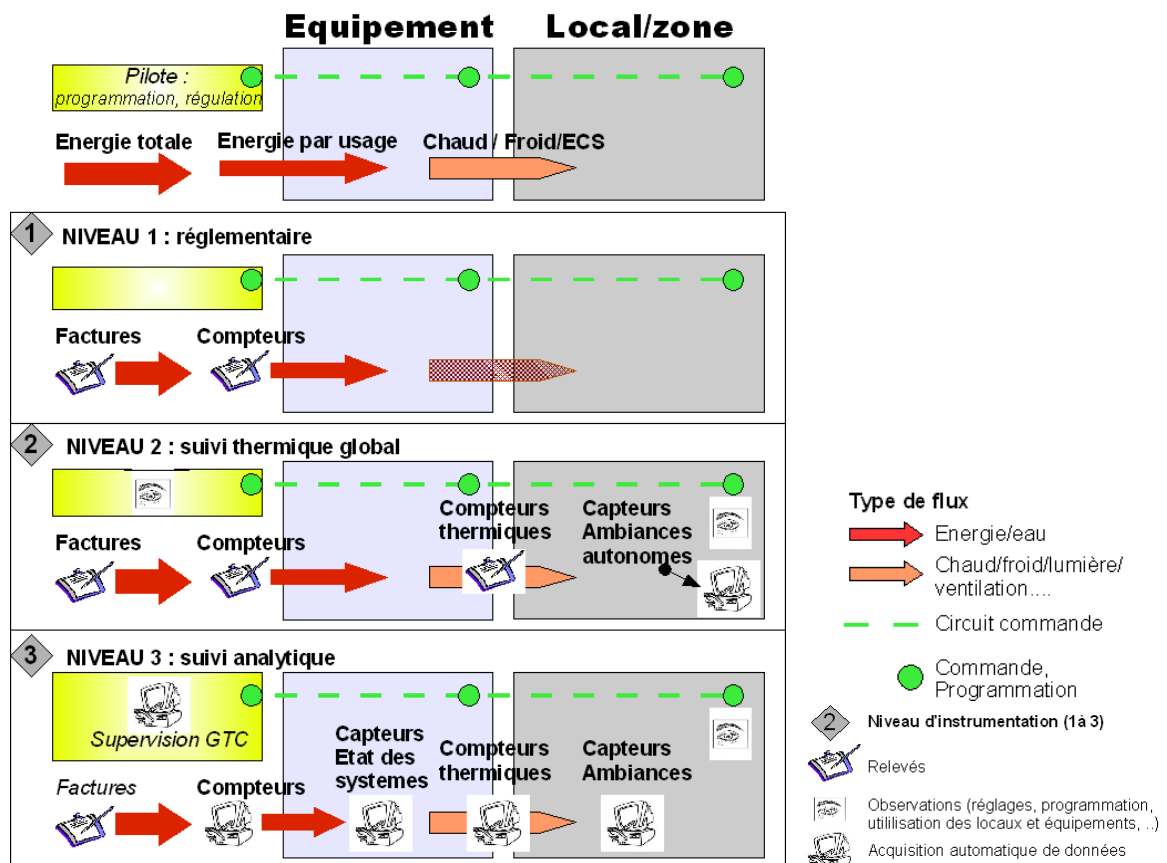 Equipement Local/zone
Pilote :
programmation, régulation
Energie totale Energie par usage Chaud / Froid/ECS
1 NIVEAU 1 : réglementaire
Factures Compteurs
2 NIVEAU 2 : suivi thermique global
Compteurs
thermiques
Capteurs
Ambiances
autonomes
Factures Compteurs
3 NIVEAU 3 : suivi analytique
Supervision GTC
Capteurs
Etat des
systemes
Compteurs
thermiques
Capteurs
Ambiances
Factures Compteurs
Type de flux
Energie/eau
Chaud/froid/lumière/
ventilation....
Circuit commande
Commande,
Programmation
2 Niveau d'instrumentation (1à 3)
Relevés
Observations (réglages, programmation,
utlilisation des locaux et équipements, ..)
Acquisition automatique de données